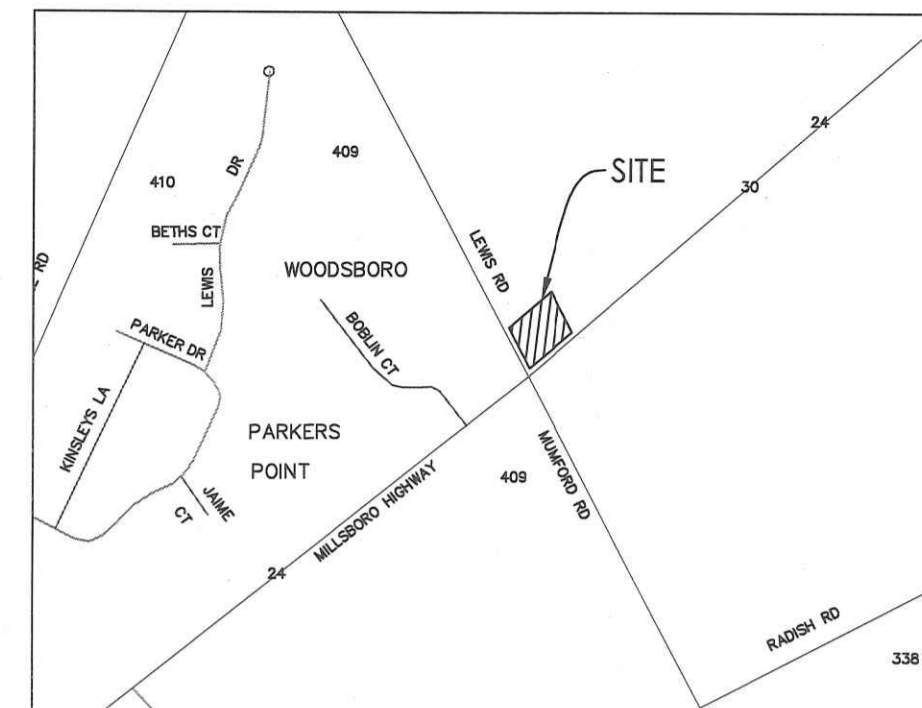 24
409
30
SITE
410
DR
BETHS CT
LEWIS RD
RD
WOODSBORO
LEWIS
PARKER DR
BOBLIN CT
KINSLEYS LA
PARKERS
POINT
MUMFORD RD
409
MILLSBORO HIGHWAY
JAIME
CT
24
RADISH RD
338